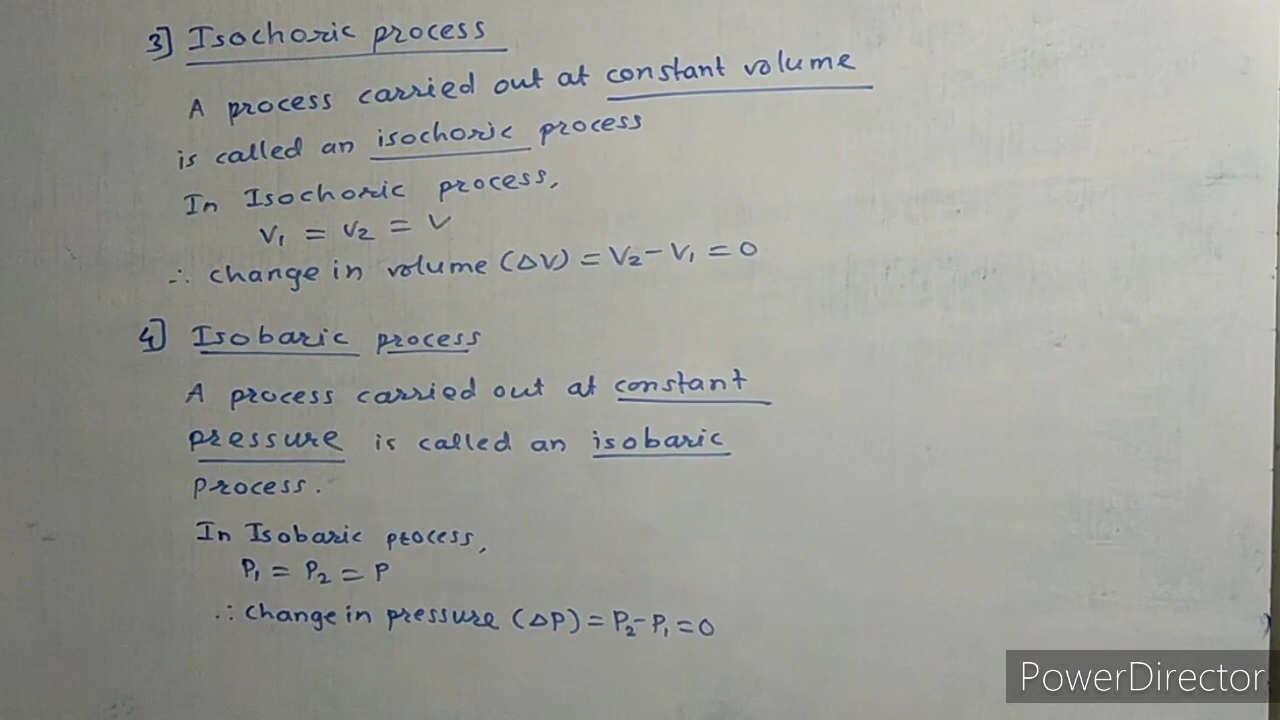 3] Isochoric process
A process carried out at constant volume
is called an isochoric process
In Isochoric process,
V₁ = V₂ = V
∴ change in volume (ΔV) = V₂ - V₁ = 0
4] Isobaric process
A process carried out at constant
pressure is called an isobaric
process.
In Isobaric process,
P₁ = P₂ = P
∴ change in pressure (ΔP) = P₂ - P₁ = 0
PowerDirector